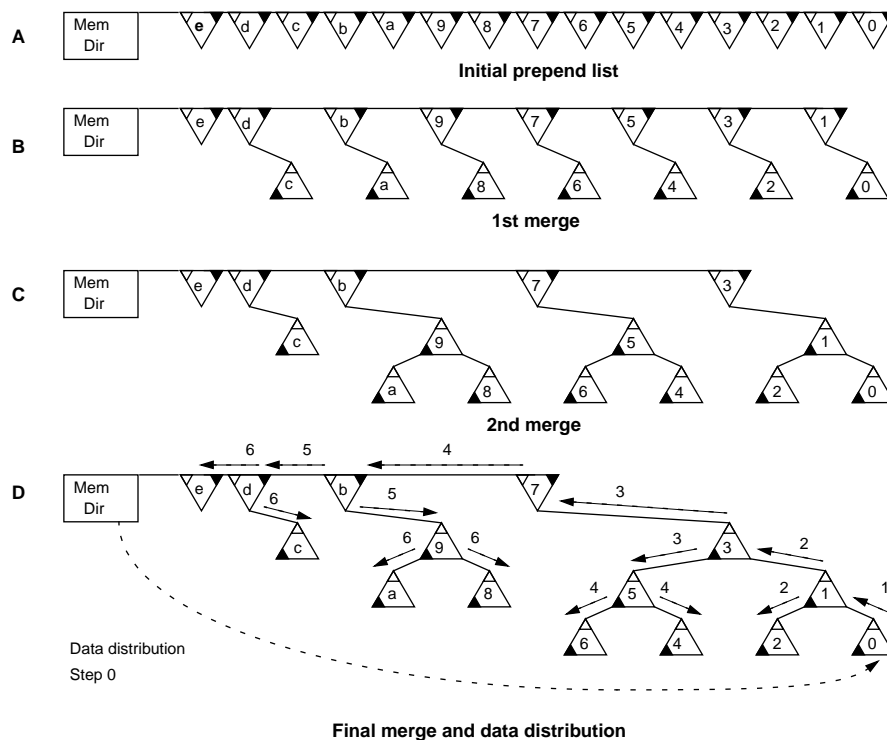 A Mem Dir e d c b a 9 8 7 6 5 4 3 2 1 0
Initial prepend list
B Mem Dir e d b 9 7 5 3 1
c a 8 6 4 2 0
1st merge
C Mem Dir e d b 7 3
c 9 5 1
a 8 6 4 2 0
2nd merge
6 5 4
D Mem Dir e d b 7
6 5 3
c 9 3
6 6 3 2
a 8 5 1
4 4 2 1
6 4 2 0
Data distribution
Step 0
Final merge and data distribution